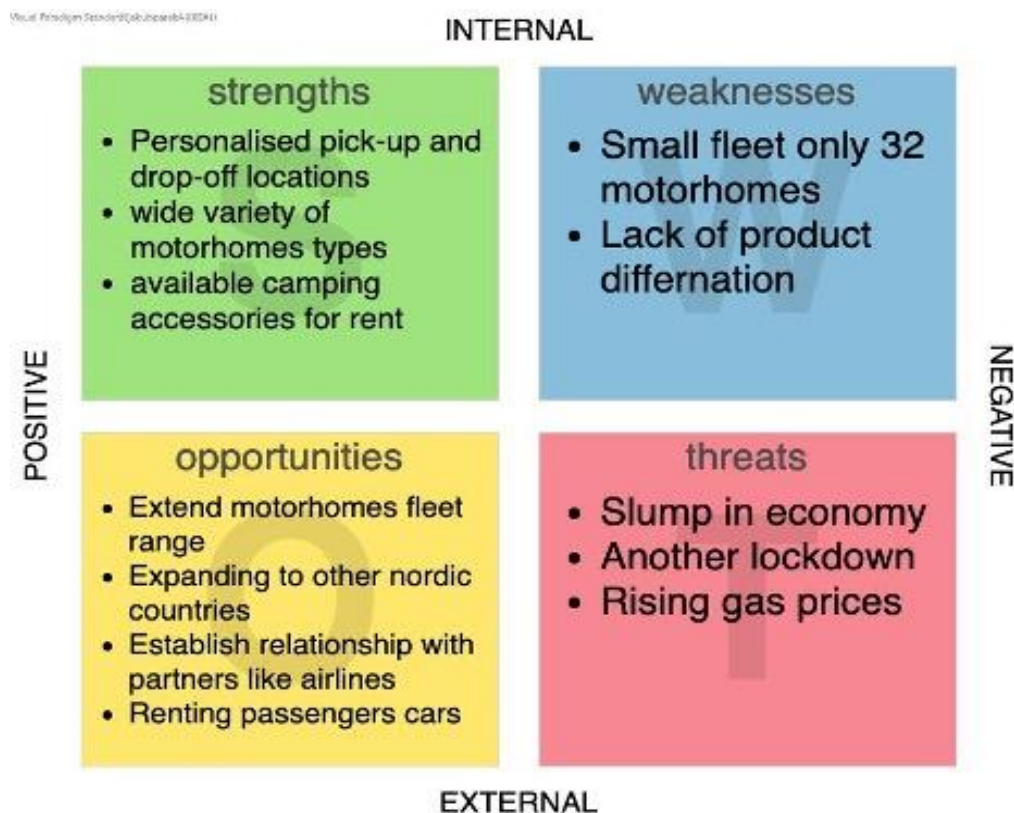 INTERNAL
strengths
• Personalised pick-up and
drop-off locations
• wide variety of
motorhomes types
• available camping
accessories for rent
weaknesses
• Small fleet only 32
motorhomes
• Lack of product
differnation
POSITIVE
NEGATIVE
opportunities
• Extend motorhomes fleet
range
• Expanding to other nordic
countries
• Establish relationship with
partners like airlines
• Renting passengers cars
threats
• Slump in economy
• Another lockdown
• Rising gas prices
EXTERNAL
S
W
O
T